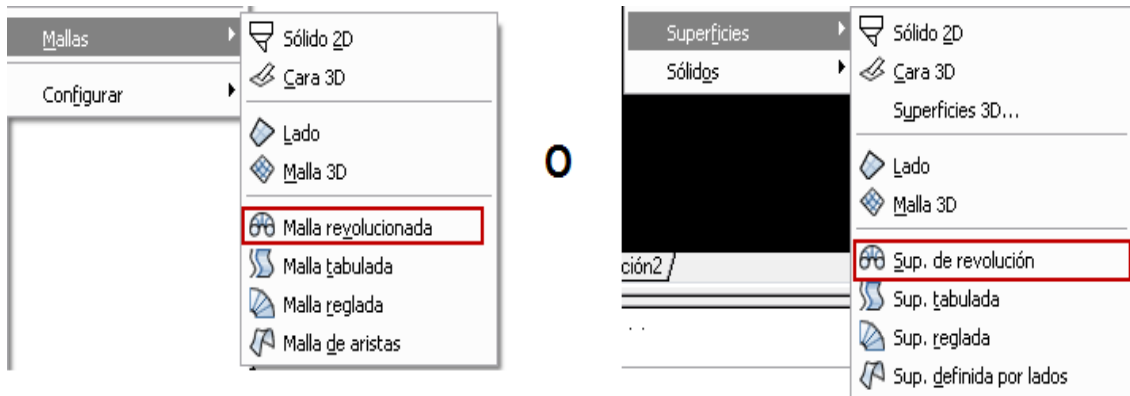 Mallas
Configurar
Sólido 2D
Cara 3D
Lado
Malla 3D
Malla revolucionada
Malla tabulada
Malla reglada
Malla de aristas
o
Superficies
Sólidos
ción2
Sólido 2D
Cara 3D
Superficies 3D...
Lado
Malla 3D
Sup. de revolución
Sup. tabulada
Sup. reglada
Sup. definida por lados